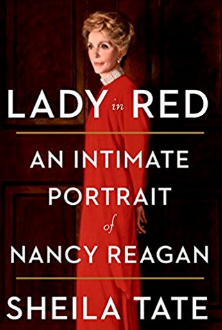 LADY in RED
AN INTIMATE
PORTRAIT
of
NANCY REAGAN
SHEILA TATE